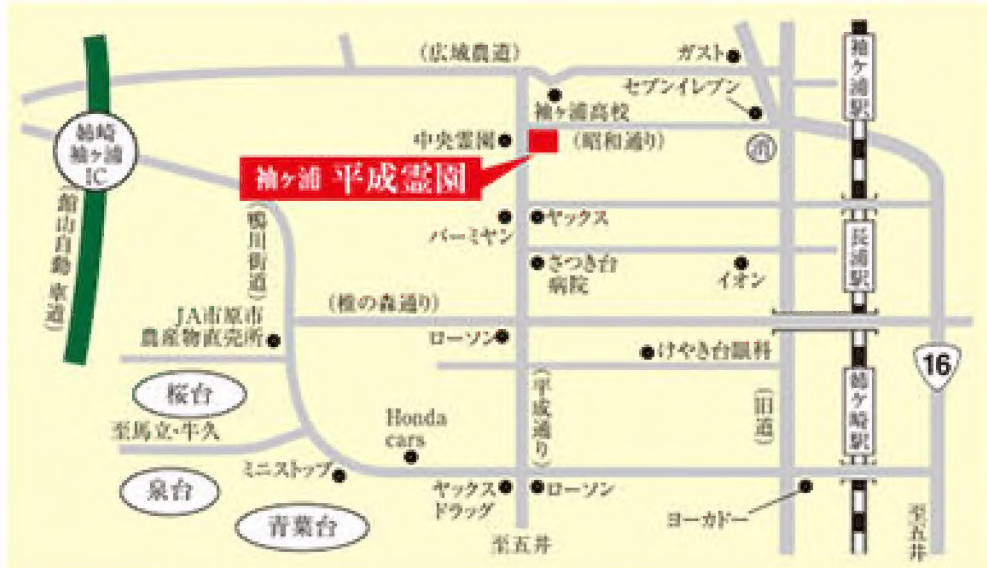 (広域農道)
ガスト
セブンイレブン
袖ヶ浦高校
袖ヶ浦駅
姉崎
袖ヶ浦
IC
中央霊園
(昭和通り)
消
袖ヶ浦 平成霊園
(館山自動車道)
(鴨川街道)
バーミヤン
ヤックス
長浦駅
さつき台
病院
イオン
(椎の森通り)
JA市原市
農産物直売所
ローソン
けやき台眼科
16
桜台
(平成通り)
(旧道)
姉ヶ崎駅
至馬立・牛久
Honda
cars
ミニストップ
泉台
ヤックス
ドラッグ
ローソン
ヨーカドー
青葉台
至五井
至五井